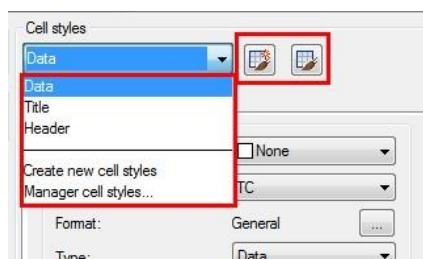 Cell styles
Data
Data
Title
Header
Create new cell styles
Manager cell styles...
None
TC
Format: General ...
Type: Data